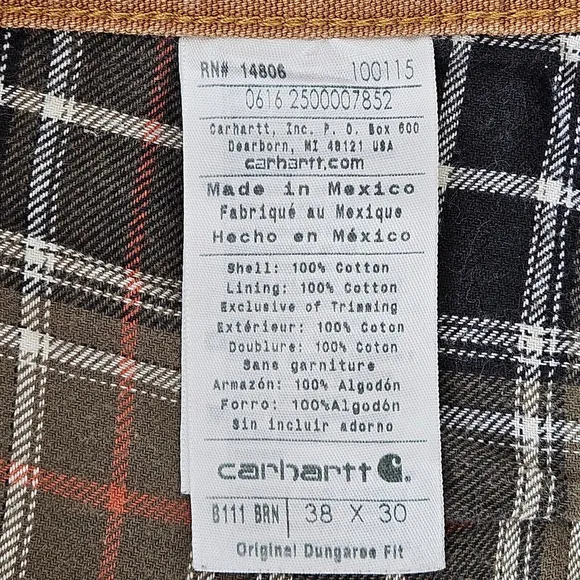 RN# 14806 100115
0616 2500007852
Carhartt, Inc. P. O. Box 600
Dearborn, MI 48121 USA
carhartt.com
Made in Mexico
Fabriqué au Mexique
Hecho en México
Shell: 100% Cotton
Lining: 100% Cotton
Exclusive of Trimming
Extérieur: 100% Coton
Doublure: 100% Coton
Sans garniture
Armazón: 100% Algodón
Forro: 100%Algodón
Sin incluir adorno
carhartt
B111 BRN 38 X 30
Original Dungaree Fit